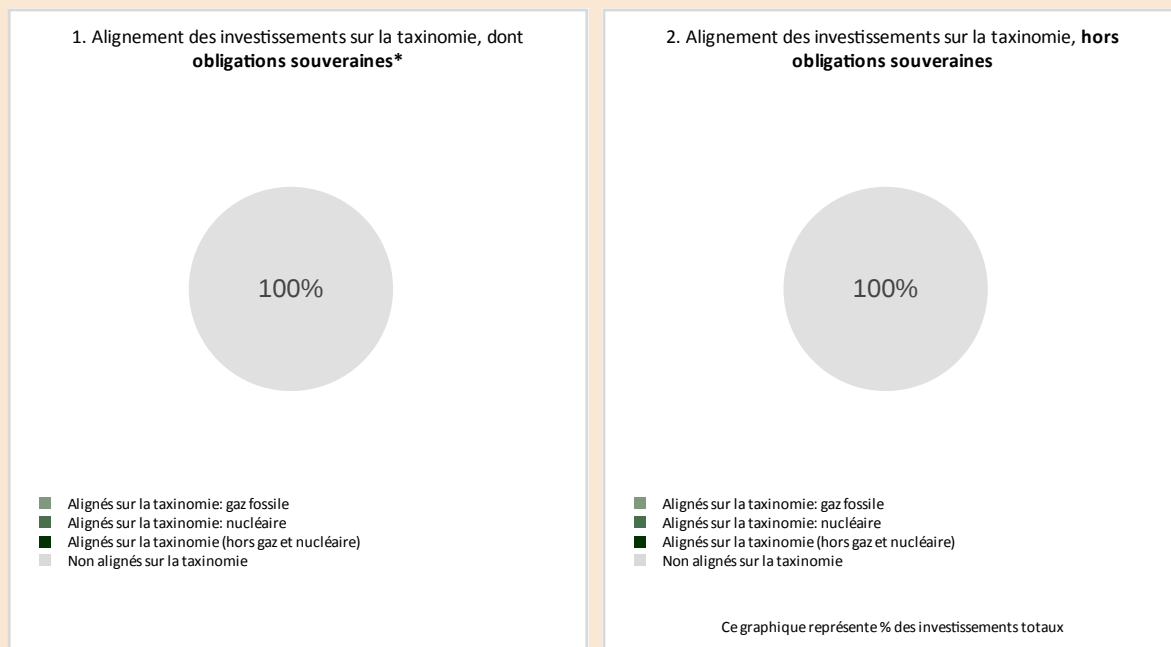 1. Alignement des investissements sur la taxinomie, dont
obligations souveraines*
100%
Alignés sur la taxinomie: gaz fossile
Alignés sur la taxinomie: nucléaire
Alignés sur la taxinomie (hors gaz et nucléaire)
Non alignés sur la taxinomie
2. Alignement des investissements sur la taxinomie, hors
obligations souveraines
100%
Alignés sur la taxinomie: gaz fossile
Alignés sur la taxinomie: nucléaire
Alignés sur la taxinomie (hors gaz et nucléaire)
Non alignés sur la taxinomie
Ce graphique représente % des investissements totaux